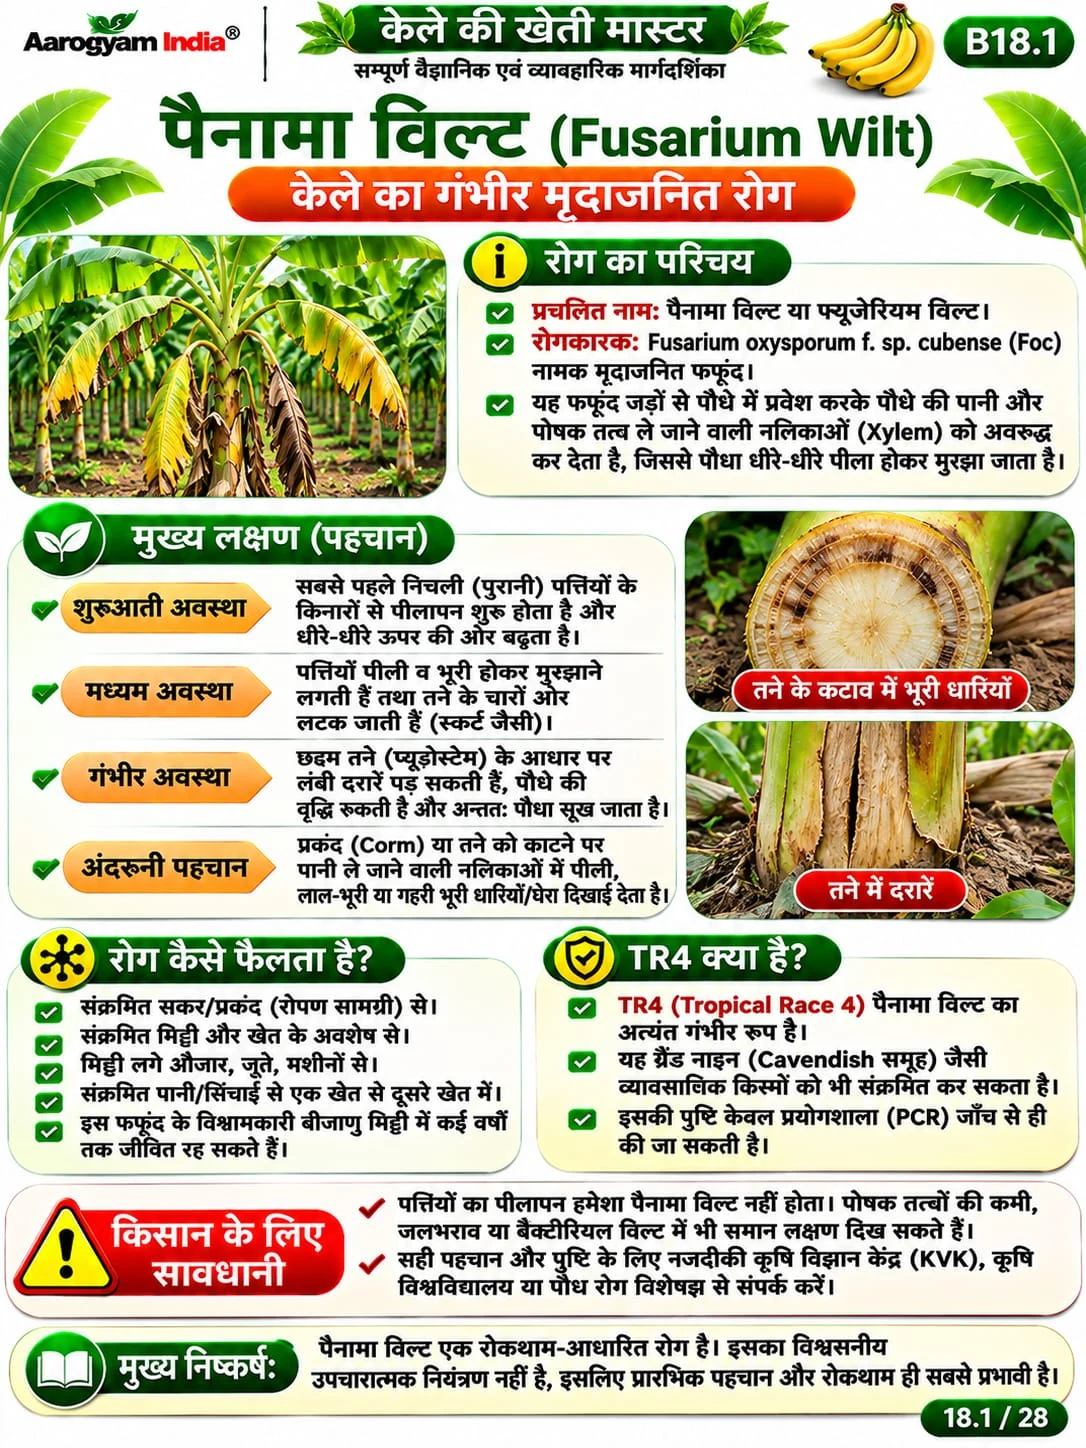 Aarogyam India®
केले की खेती मास्टर
सम्पूर्ण वैज्ञानिक एवं व्यावहारिक मार्गदर्शिका
B18.1
पैनामा विल्ट (Fusarium Wilt)
केले का गंभीर मृदाजनित रोग
रोग का परिचय
प्रचलित नाम: पैनामा विल्ट या फ्यूजेरियम विल्ट।
रोगकारक: Fusarium oxysporum f. sp. cubense (Foc)
नामक मृदाजनित फफूंद।
यह फफूंद जड़ों से पौधे में प्रवेश करके पौधे की पानी और
पोषक तत्ब ले जाने वाली नलिकाओं (Xylem) को अवरुद्ध
कर देता है, जिससे पौधा धीरे-धीरे पीला होकर मुरझा जाता है।
मुख्य लक्षण (पहचान)
शुरुआती अवस्था
सबसे पहले निचली (पुरानी) पत्तियों के
किनारों से पीलापन शुरू होता है और
धीरे-धीरे ऊपर की ओर बढ़ता है।
मध्यम अवस्था
पत्तियों पीली व भूरी होकर मुरझाने
लगती हैं तथा तने के चारों ओर
लटक जाती हैं (स्कर्ट जैसी)।
गंभीर अवस्था
छद्दम तने (प्यूडोस्टेम) के आधार पर
लंबी दरारें पड़ सकती हैं, पौधे की
वृद्धि रुकती है और अन्तत: पौधा सूख जाता है।
अंदरूनी पहचान
प्रकंद (Corm) या तने को काटने पर
पानी ले जाने वाली नलिकाओं में पीली,
लाल-भूरी या गहरी भूरी धारियों/घेरा दिखाई देता है।
तने के कटाव में भूरी धारियों
तने में दरारें
रोग कैसे फैलता है?
संक्रमित सकर/प्रकंद (रोपण सामग्री) से।
संक्रमित मिट्टी और खेत के अवशेष से।
मिट्टी लगे औजार, जूते, मशीनों से।
संक्रमित पानी/सिंचाई से एक खेत से दूसरे खेत में।
इस फफूंद के विश्रामकारी बीजाणु मिट्टी में कई वर्षों
तक जीवित रह सकते हैं।
TR4 क्या है?
TR4 (Tropical Race 4) पैनामा विल्ट का
अत्यंत गंभीर रूप है।
यह ग्रैंड नाइन (Cavendish समूह) जैसी
व्यावसायिक किस्मों को भी संक्रमित कर सकता है।
इसकी पुष्टि केवल प्रयोगशाला (PCR) जाँच से ही
की जा सकती है।
किसान के लिए
सावधानी
पत्तियों का पीलापन हमेशा पैनामा विल्ट नहीं होता। पोषक तत्बों की कमी,
जलभराव या बैक्टीरियल विल्ट में भी समान लक्षण दिख सकते हैं।
सही पहचान और पुष्टि के लिए नजदीकी कृषि विज्ञान केंद्र (KVK), कृषि
विश्वविद्यालय या पौध रोग विशेषज्ञ से संपर्क करें।
मुख्य निष्कर्ष:
पैनामा विल्ट एक रोकथाम-आधारित रोग है। इसका विश्वसनीय
उपचारात्मक नियंत्रण नहीं है, इसलिए प्रारभिक पहचान और रोकथाम ही सबसे प्रभावी है।
18.1 / 28